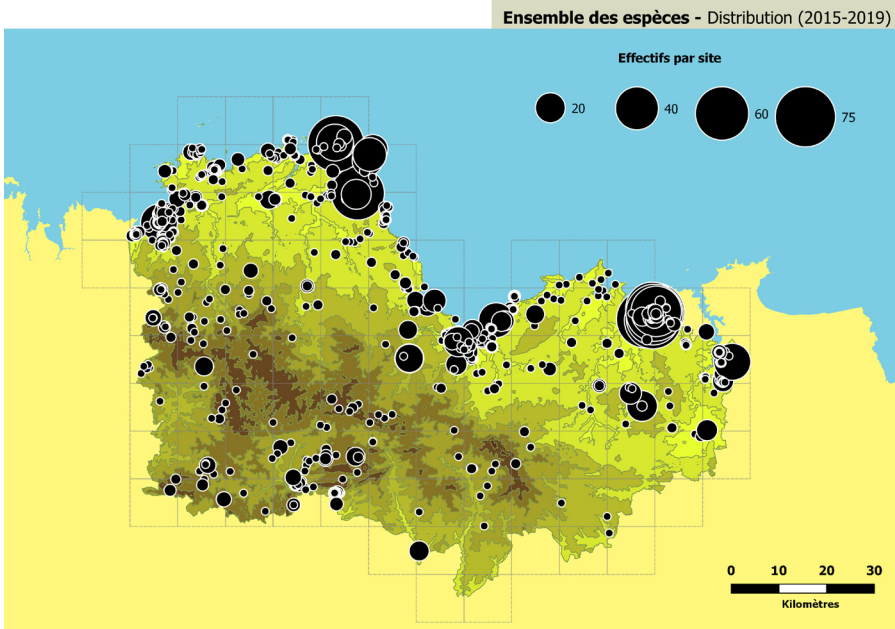 Ensemble des espèces - Distribution (2015-2019)
Effectifs par site
20 40 60 75
0 10 20 30
Kilomètres